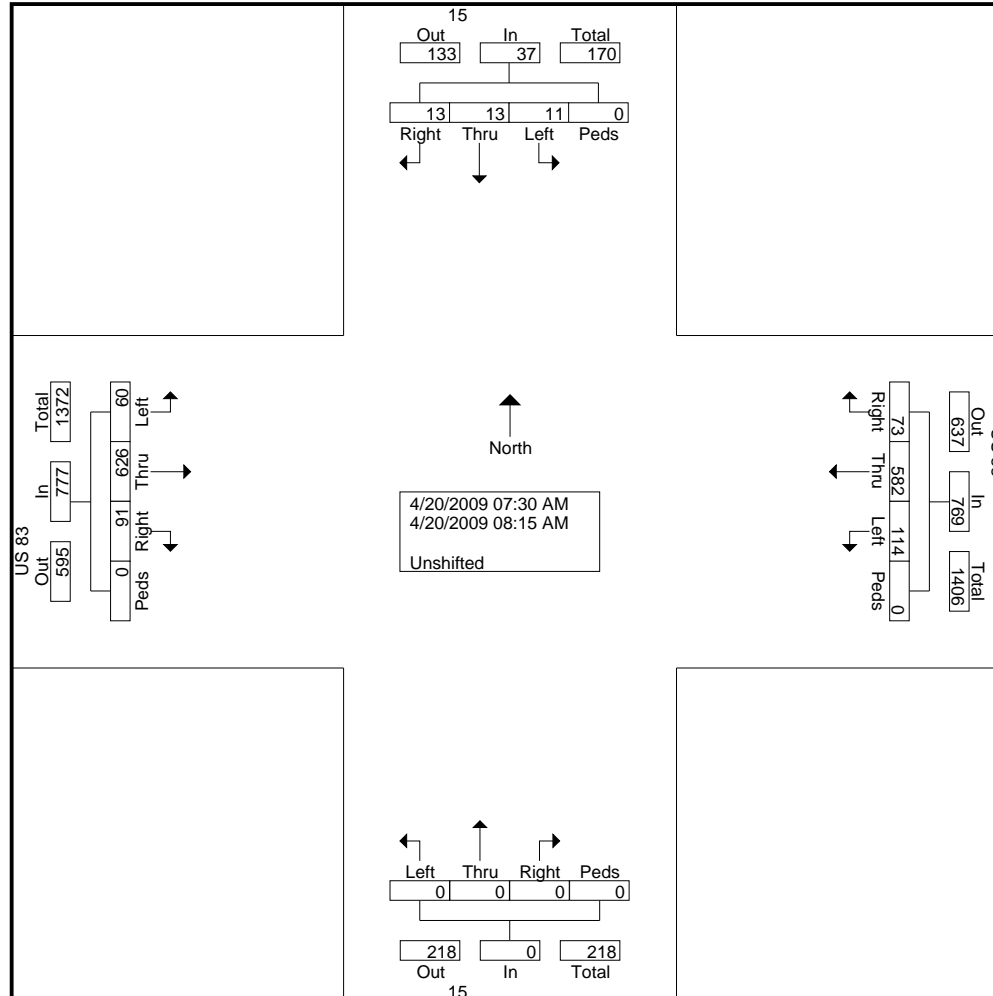 15
Out In Total
133 37 170
13 13 11 0
Right Thru Left Peds
Total In Out
1372 777 595
US 83
60 626 91 0
Left Thru Right Peds
North
4/20/2009 07:30 AM
4/20/2009 08:15 AM
Unshifted
Right Thru Left Peds
73 582 114 0
637 769 1406
Out In Total
Left Thru Right Peds
0 0 0 0
218 0 218
Out In Total
15